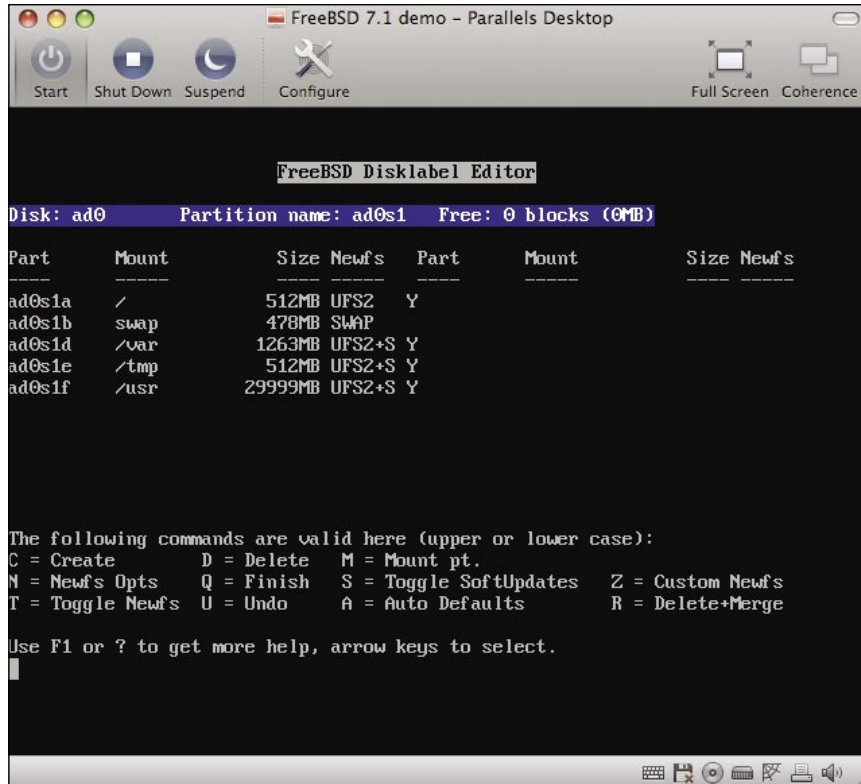 FreeBSD 7.1 demo – Parallels Desktop
Start Shut Down Suspend Configure Full Screen Coherence
FreeBSD Disklabel Editor
Disk: ad0 Partition name: ad0s1 Free: 0 blocks (0MB)
Part Mount Size Newfs Part Mount Size Newfs
---- ----- ---- ----- ---- ----- ---- -----
ad0s1a / 512MB UFS2 Y
ad0s1b swap 478MB SWAP
ad0s1d /var 1263MB UFS2+S Y
ad0s1e /tmp 512MB UFS2+S Y
ad0s1f /usr 29999MB UFS2+S Y
The following commands are valid here (upper or lower case):
C = Create D = Delete M = Mount pt.
N = Newfs Opts Q = Finish S = Toggle SoftUpdates Z = Custom Newfs
T = Toggle Newfs U = Undo A = Auto Defaults R = Delete+Merge
Use F1 or ? to get more help, arrow keys to select.